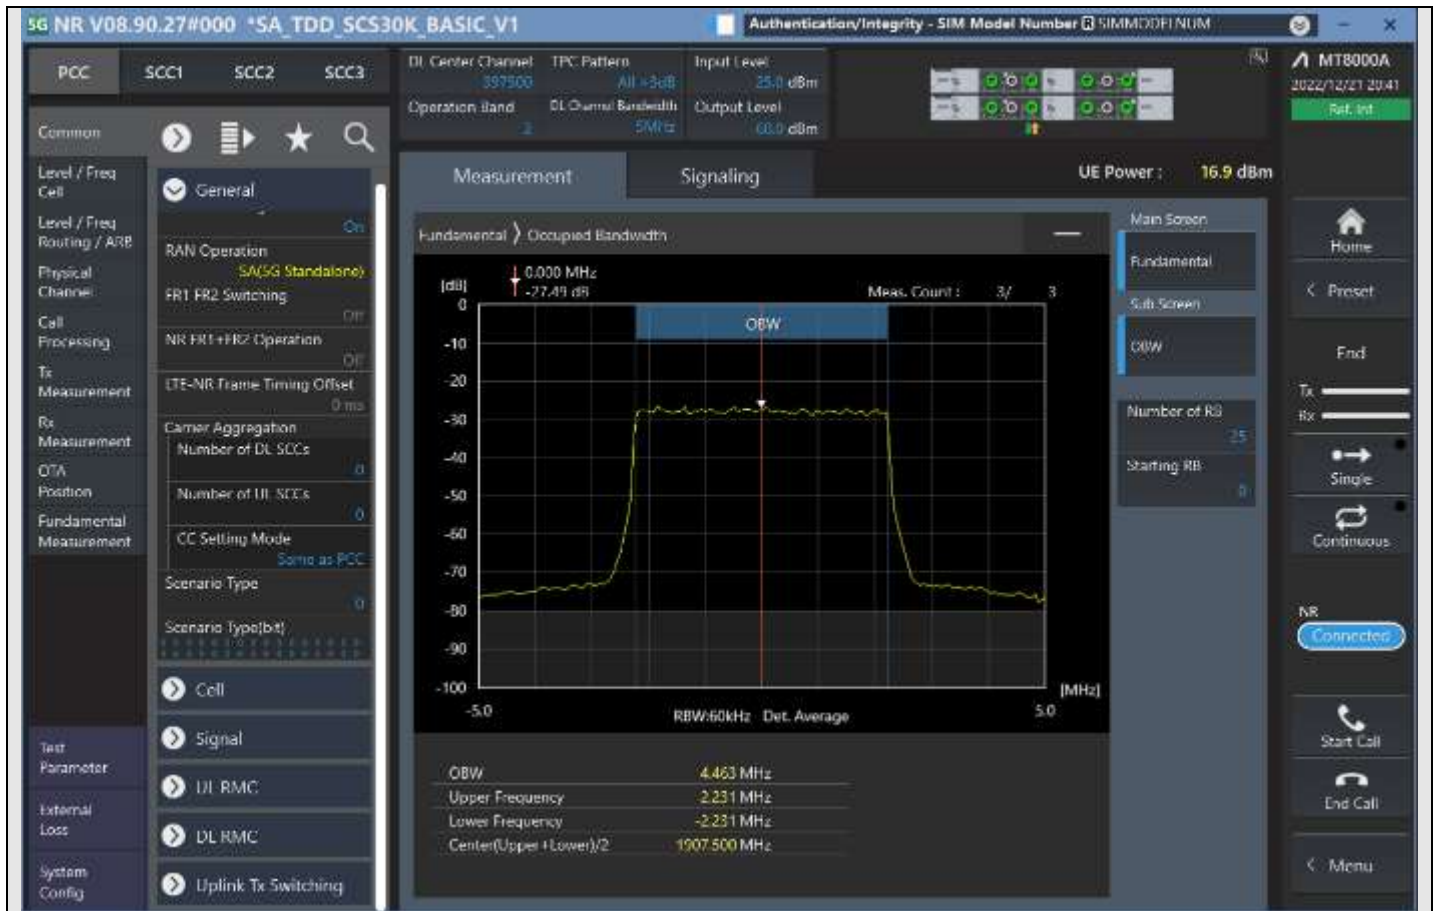 5G NR V08.90.27#000 *SA_TDD_SCS30K_BASIC_V1
Authentication/Integrity - SIM Model Number R SIMMODELNUM
PCC SCC1 SCC2 SCC3
DL Center Channel
397500
TPC Pattern
All +3dB
Input Level
25.0 dBm
Operation Band
2
DL Channel Bandwidth
5MHz
Output Level
-60.0 dBm
MT8000A
2022/12/21 20:41
Ref. Int
Common
Level / Freq
Cell
Level / Freq
Routing / ARB
Physical
Channel
Call
Processing
Tx
Measurement
Rx
Measurement
OTA
Position
Fundamental
Measurement
Test
Parameter
External
Loss
System
Config
General
On
RAN Operation
SA(5G Standalone)
FR1 FR2 Switching
Off
NR FR1+FR2 Operation
Off
LTE-NR Frame Timing Offset
0 ms
Carrier Aggregation
Number of DL SCCs
0
Number of UL SCCs
0
CC Setting Mode
Same as PCC
Scenario Type
0
Scenario Type(bit)
Cell
Signal
UL RMC
DL RMC
Uplink Tx Switching
Measurement Signaling
UE Power : 16.9 dBm
Fundamental > Occupied Bandwidth
0.000 MHz
-27.49 dB
Meas. Count : 3/ 3
[dB]
0
-10
-20
-30
-40
-50
-60
-70
-80
-90
-100
OBW
[MHz]
-5.0 RBW:60kHz Det. Average 5.0
OBW 4.463 MHz
Upper Frequency 2.231 MHz
Lower Frequency -2.231 MHz
Center(Upper+Lower)/2 1907.500 MHz
Main Screen
Fundamental
Sub Screen
OBW
Number of RB
25
Starting RB
0
Home
< Preset
End
Tx
Rx
Single
Continuous
NR
Connected
Start Call
End Call
< Menu